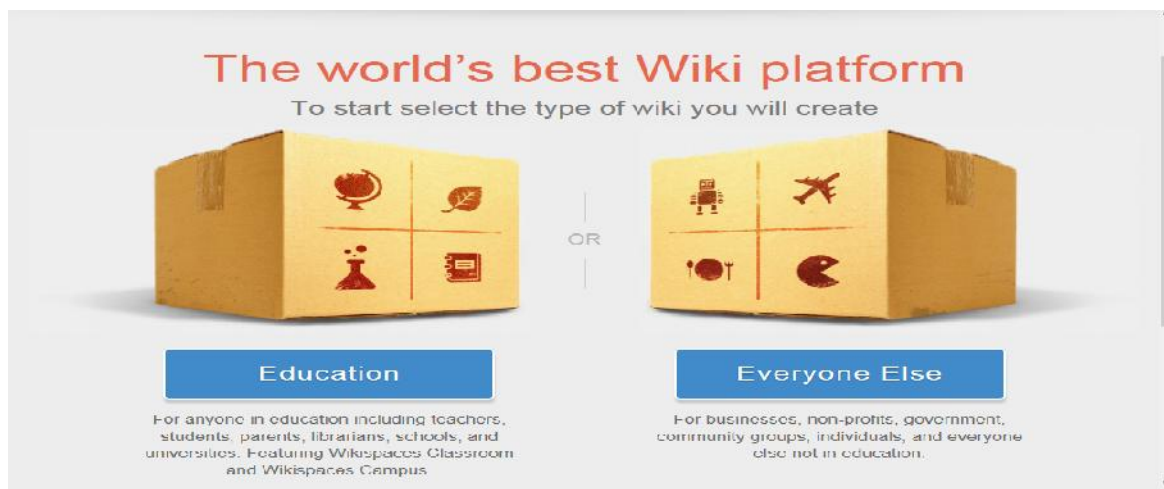 The world's best Wiki platform
To start select the type of wiki you will create
OR
Education
For anyone in education including teachers,
students, parents, librarians, schools, and
universities. Featuring Wikispaces Classroom
and Wikispaces Campus
Everyone Else
For businesses, non-profits, government,
community groups, individuals, and everyone
else not in education.